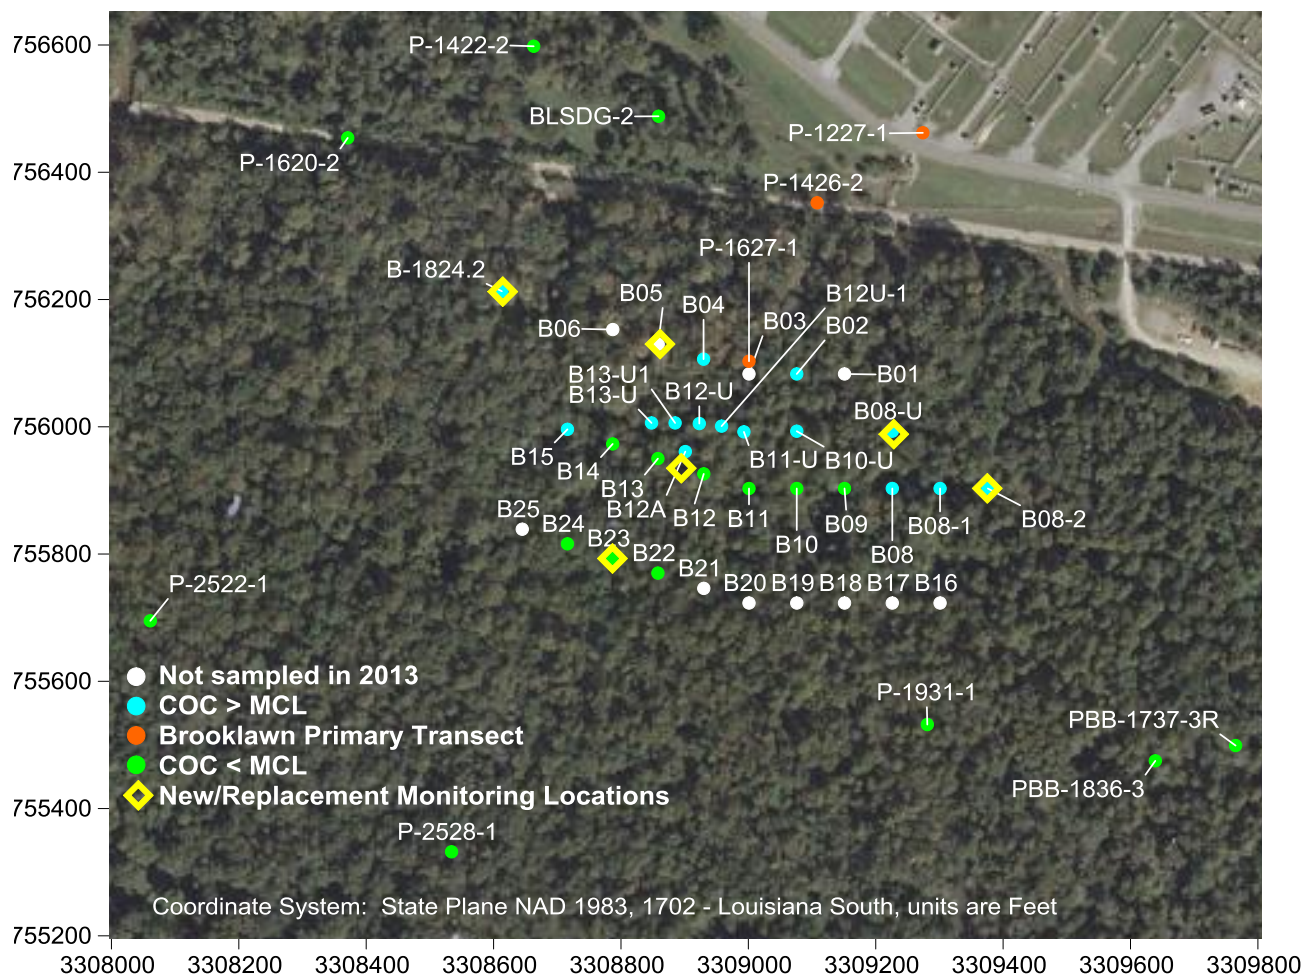 756600
P-1422-2
BLSDG-2
P-1227-1
P-1620-2
756400
P-1426-2
P-1627-1
B-1824.2
B05
B04
B12U-1
756200
B06
B03
B02
B13-U1
B12-U
B01
B13-U
B08-U
756000
B15
B14
B11-U
B10-U
B13
B12A
B12
B11
B09
B08-1
B08-2
B10
B08
B25
B24
B23
B22
B21
755800
B20
B19
B18
B17
B16
P-2522-1
Not sampled in 2013
755600
COC > MCL
P-1931-1
Brooklawn Primary Transect
PBB-1737-3R
COC < MCL
PBB-1836-3
New/Replacement Monitoring Locations
755400
P-2528-1
Coordinate System: State Plane NAD 1983, 1702 - Louisiana South, units are Feet
755200
3308000 3308200 3308400 3308600 3308800 3309000 3309200 3309400 3309600 3309800